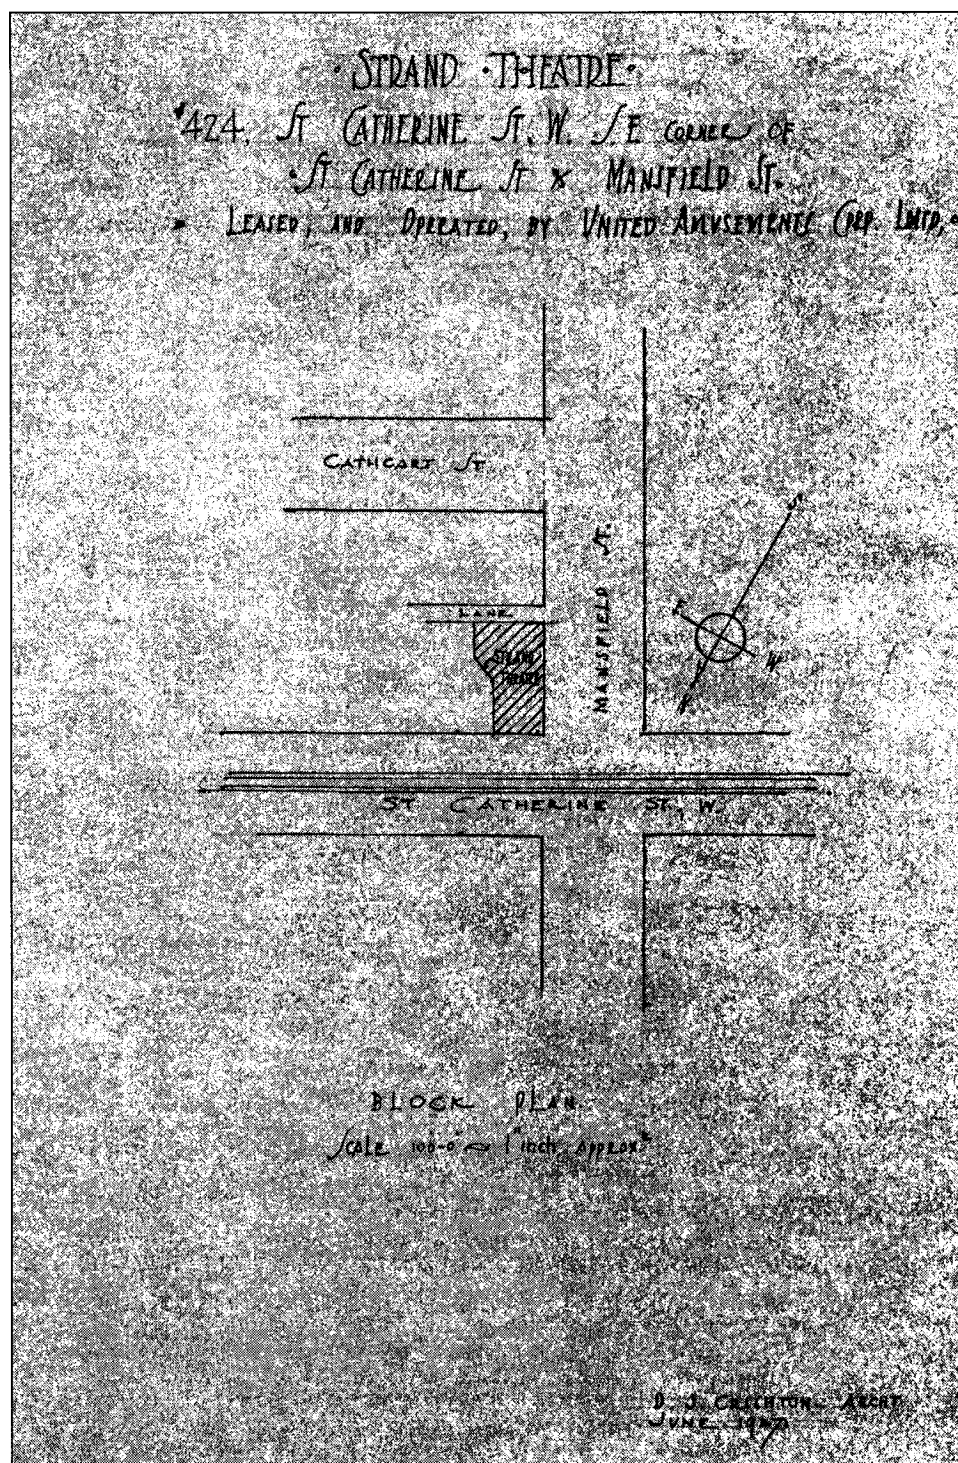 · STRAND · THEATRE ·
#424, ST CATHERINE ST. W. S E CORNER OF
· ST CATHERINE ST & MANSFIELD ST.
LEASED, AND OPERATED, BY UNITED AMUSEMENTS CORP. LMTD,
CATHCART ST
MANSFIELD ST.
S
E
W
LANE
STRAND
THEATRE
ST CATHERINE ST. W.
BLOCK PLAN
SCALE 100-0" 1" inch approx
D. J. CREIGHTON ARCHT
JUNE